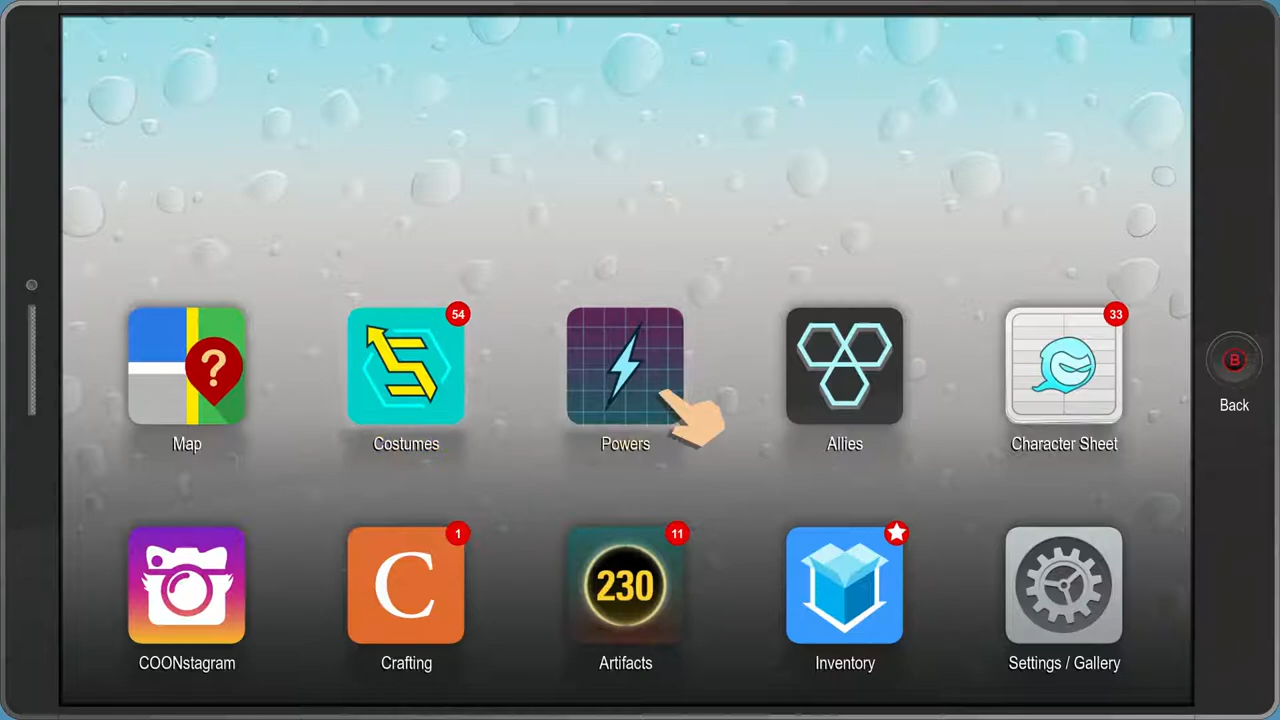 54
33
?
Map
Costumes
Powers
Allies
Character Sheet
B
Back
1
11
C
230
COONstagram
Crafting
Artifacts
Inventory
Settings / Gallery